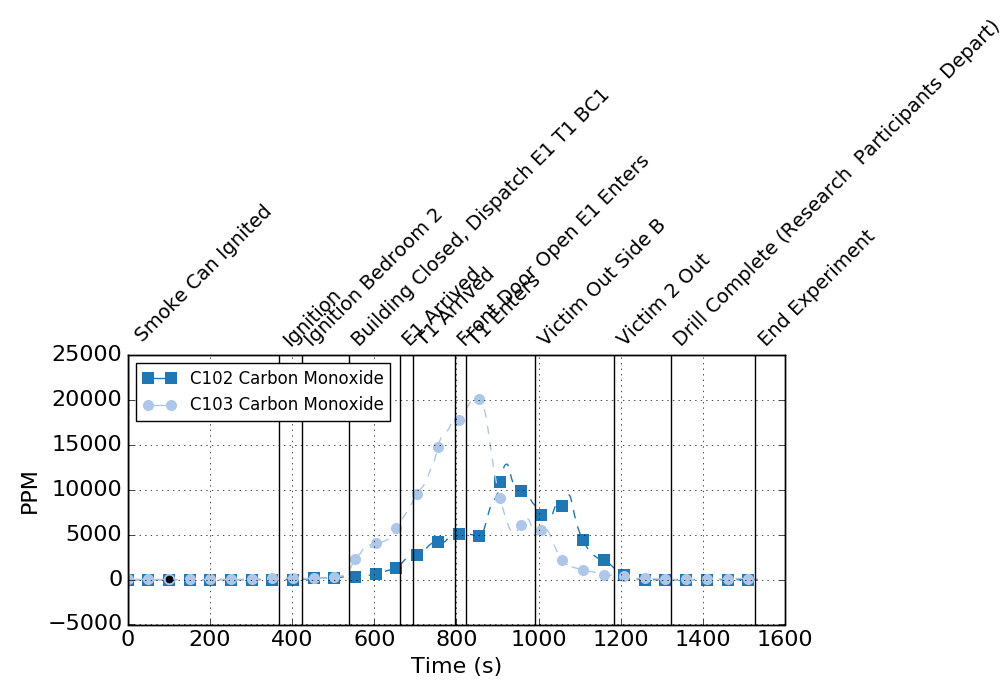 Smoke Can Ignited
Ignition
Ignition Bedroom 2
Building Closed, Dispatch E1 T1 BC1
E1 Arrived
T1 Arrived
Front Door Open E1 Enters
T1 Enters
Victim Out Side B
Victim 2 Out
Drill Complete (Research  Participants Depart)
End Experiment
25000
20000
15000
10000
5000
0
−5000
PPM
C102 Carbon Monoxide
C103 Carbon Monoxide
0 200 400 600 800 1000 1200 1400 1600
Time (s)